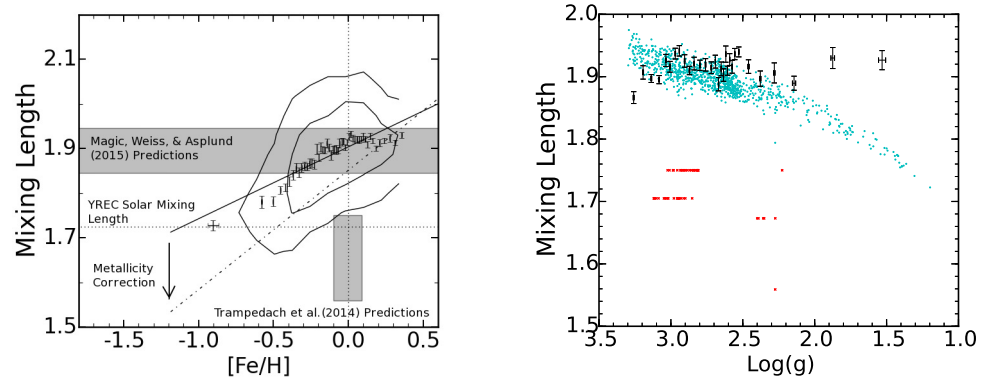 2.1
1.9
1.7
1.5
Mixing Length
Magic, Weiss, & Asplund
(2015) Predictions
YREC Solar Mixing
Length
Metallicity
Correction
Trampedach et al.(2014) Predictions
-1.5
-1.0
-0.5
0.0
0.5
[Fe/H]
2.0
1.9
1.8
1.7
1.6
1.5
Mixing Length
3.5
3.0
2.5
2.0
1.5
1.0
Log(g)